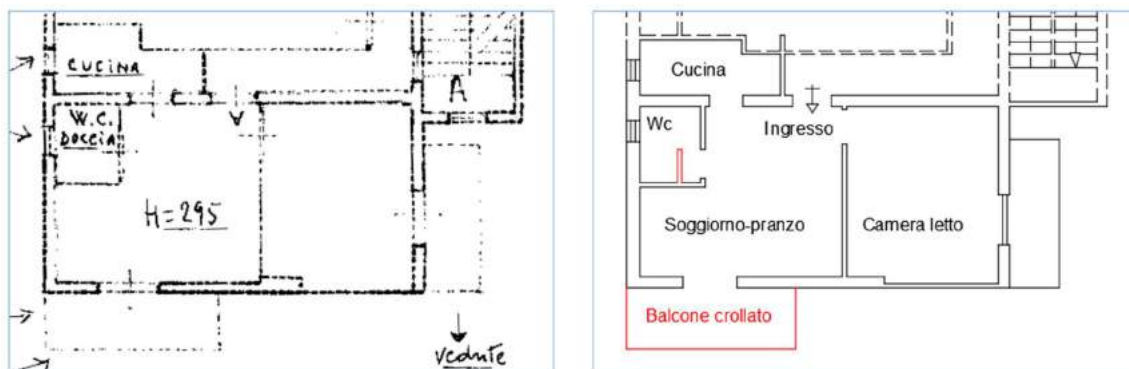 CUCINA
A
W.C.
DOCCIA
H=295
vedute
Cucina
Wc
Ingresso
Soggiorno-pranzo
Camera letto
Balcone crollato